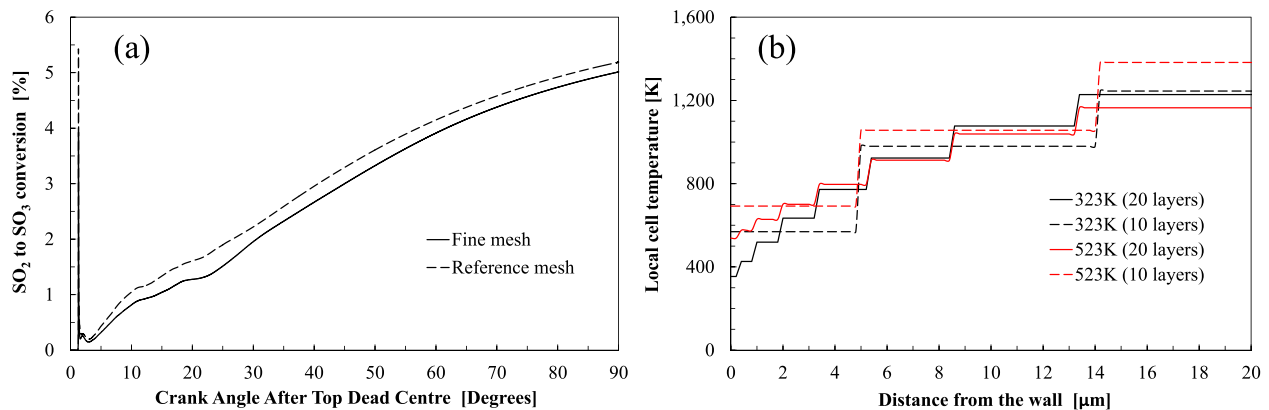 (a)
SO2 to SO3 conversion [%]
6
5
4
3
2
1
0
0 10 20 30 40 50 60 70 80 90
Crank Angle After Top Dead Centre [Degrees]
Fine mesh
Reference mesh
(b)
Local cell temperature [K]
1,600
1,200
800
400
0
0 2 4 6 8 10 12 14 16 18 20
Distance from the wall [μm]
323K (20 layers)
323K (10 layers)
523K (20 layers)
523K (10 layers)